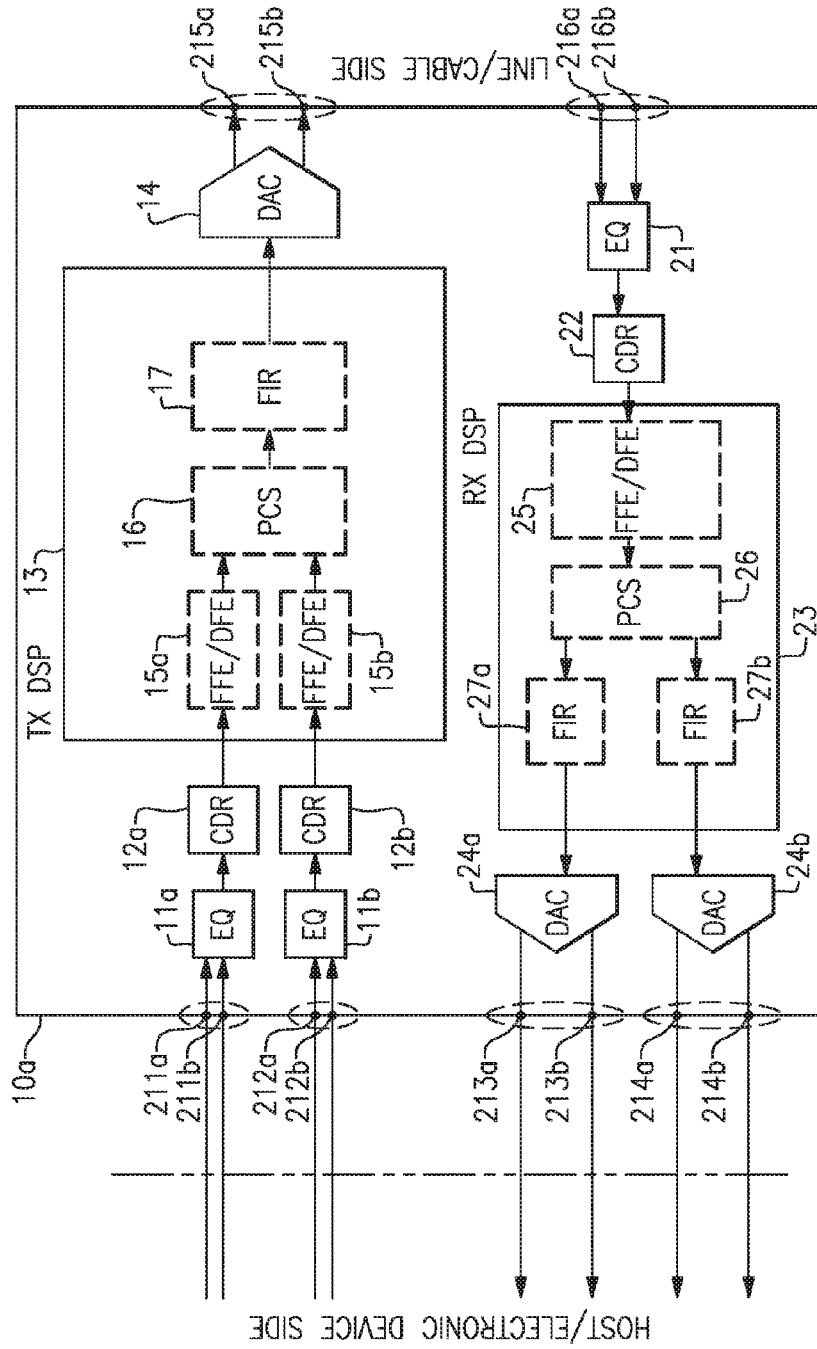 HOST/ELECTRONIC DEVICE SIDE
LINE/CABLE SIDE
10a
211a
211b
212a
212b
11a
EQ
EQ
11b
12a
CDR
CDR
12b
TX DSP
13
15a
FFE/DFE
FFE/DFE
15b
16
PCS
17
FIR
14
DAC
215a
215b
213a
213b
214a
214b
24a
DAC
DAC
24b
RX DSP
27a
FIR
FIR
27b
23
PCS
26
25
FFE/DFE
22
CDR
EQ
21
216a
216b